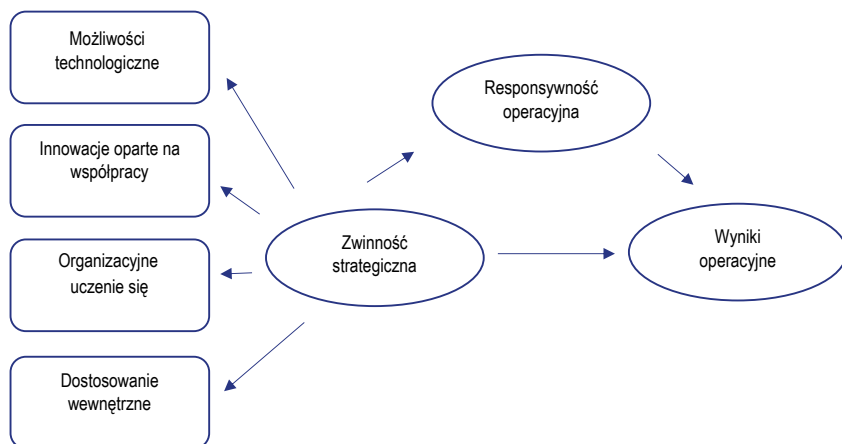 Możliwości
technologiczne
Innowacje oparte na
współpracy
Organizacyjne
uczenie się
Dostosowanie
wewnętrzne
Zwinność
strategiczna
Responsywność
operacyjna
Wyniki
operacyjne